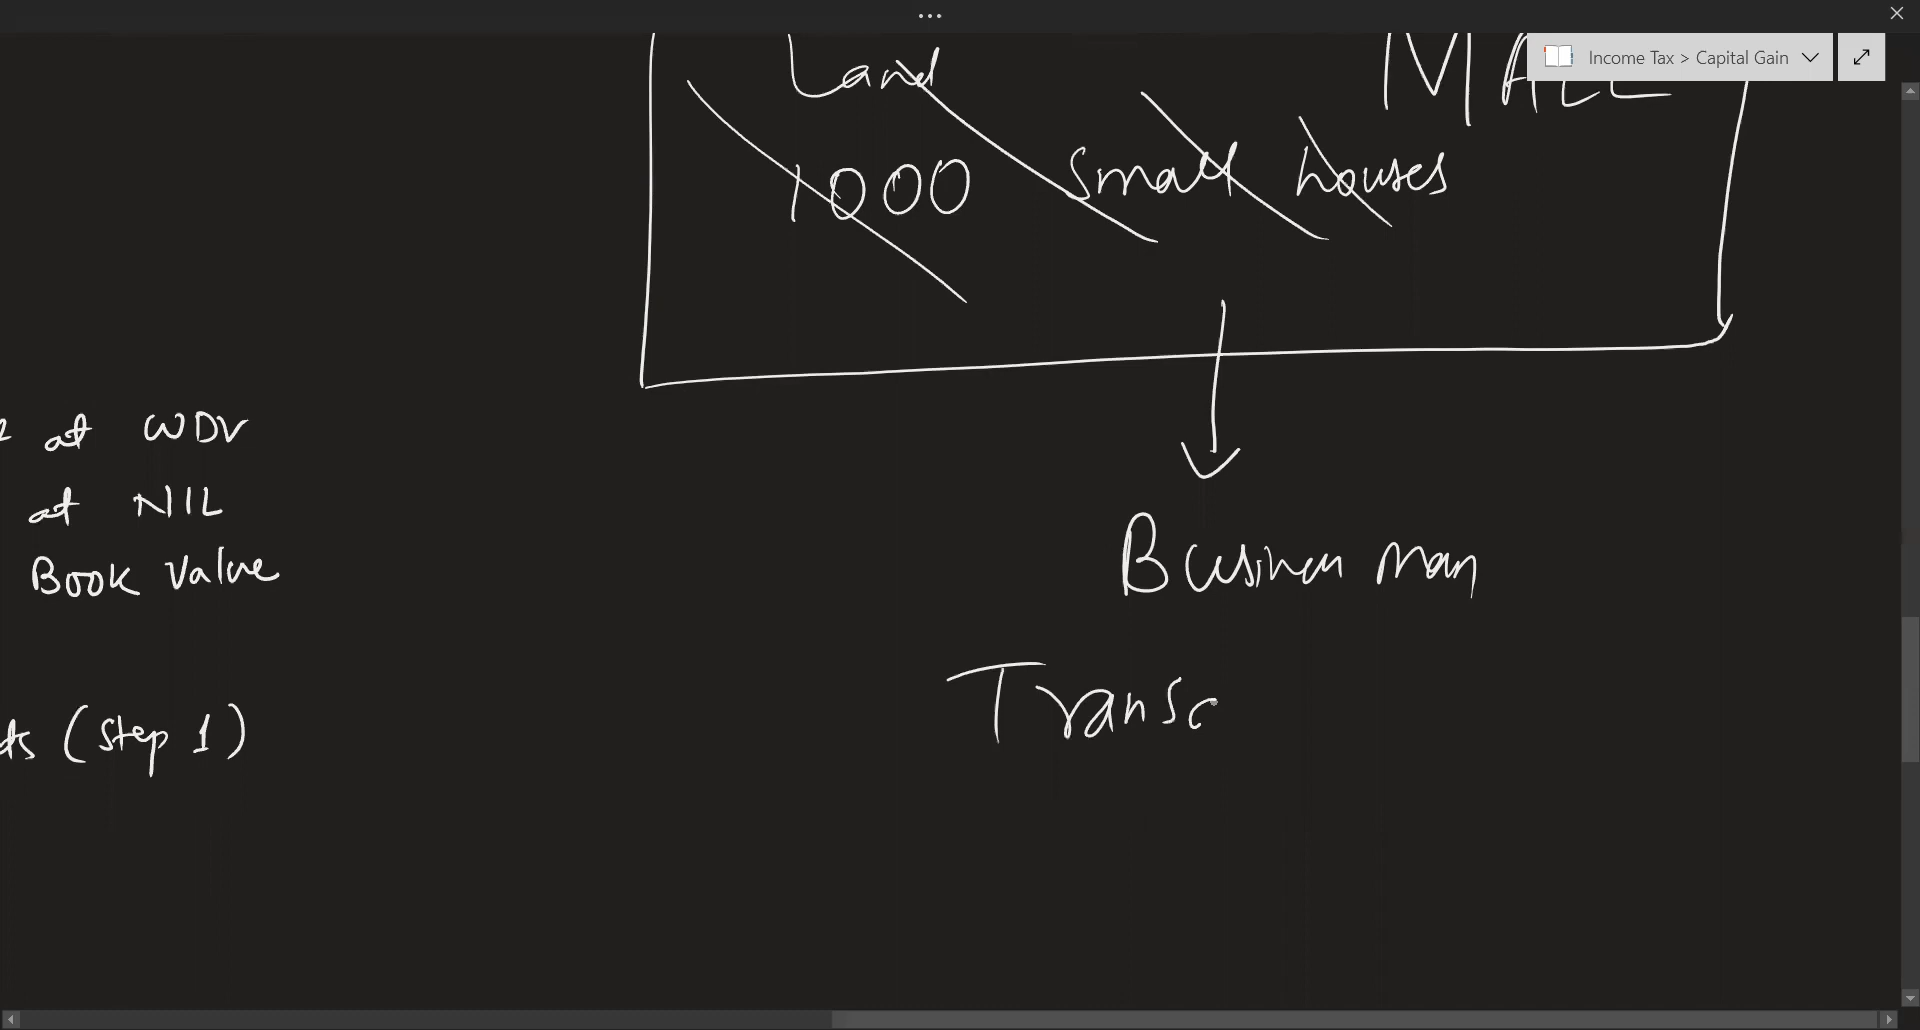 Income Tax > Capital Gain
Land MALL
1000 Small houses
at WDV
at NIL
Book Value
Business man
(Step 1)
Transc